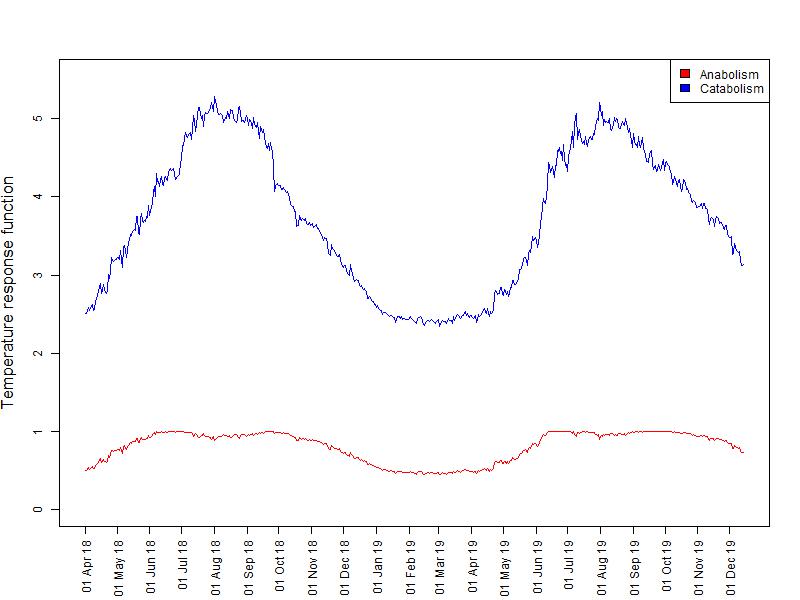 Anabolism
Catabolism
Temperature response function
5
4
3
2
1
0
01 Apr 18
01 May 18
01 Jun 18
01 Jul 18
01 Aug 18
01 Sep 18
01 Oct 18
01 Nov 18
01 Dec 18
01 Jan 19
01 Feb 19
01 Mar 19
01 Apr 19
01 May 19
01 Jun 19
01 Jul 19
01 Aug 19
01 Sep 19
01 Oct 19
01 Nov 19
01 Dec 19